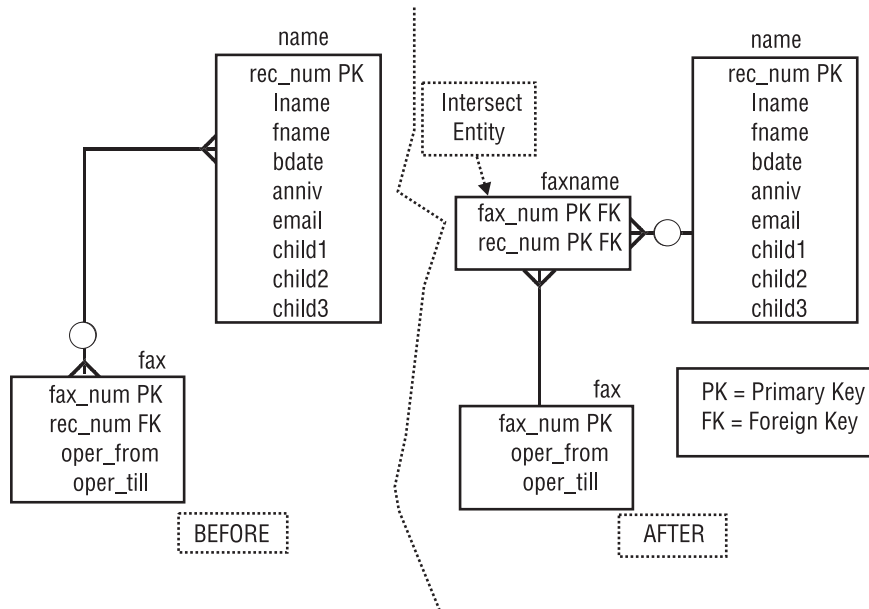 name
rec_num PK
lname
fname
bdate
anniv
email
child1
child2
child3
fax
fax_num PK
rec_num FK
oper_from
oper_till
BEFORE
Intersect
Entity
faxname
fax_num PK FK
rec_num PK FK
name
rec_num PK
lname
fname
bdate
anniv
email
child1
child2
child3
fax
fax_num PK
oper_from
oper_till
PK = Primary Key
FK = Foreign Key
AFTER